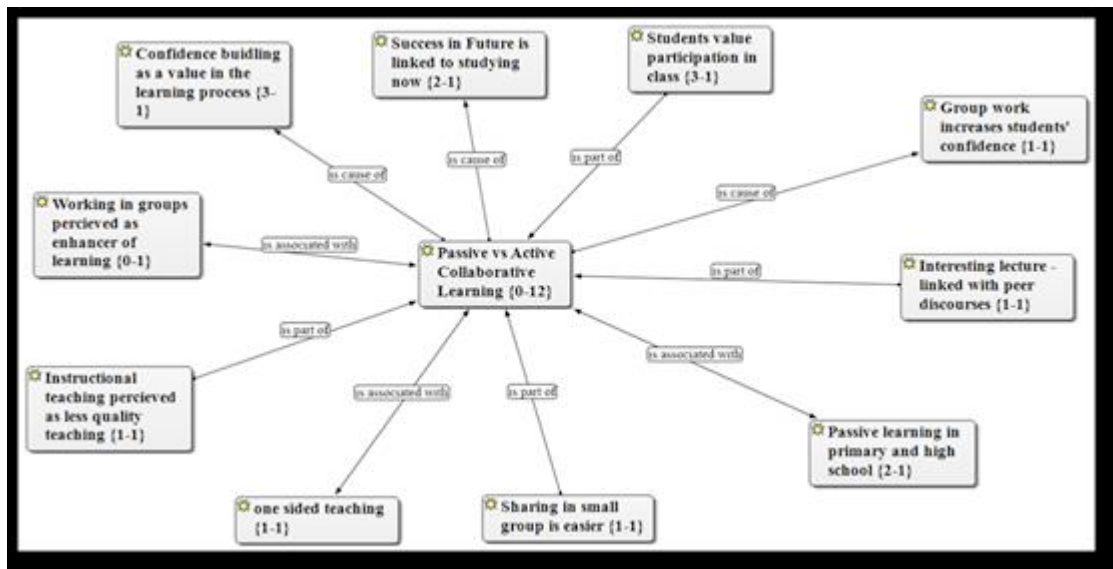 Confidence buidling
as a value in the
learning process {3-
1}
Success in Future is
linked to studying
now {2-1}
Students value
participation in
class {3-1}
Group work
increases students'
confidence {1-1}
is cause of
is cause of
is part of
is cause of
Working in groups
percieved as
enhancer of
learning {0-1}
is associated with
Passive vs Active
Collaborative
Learning {0-12}
is part of
Interesting lecture -
linked with peer
discourses {1-1}
is part of
is associated with
Instructional
teaching percieved
as less quality
teaching {1-1}
is associated with
is part of
Passive learning in
primary and high
school {2-1}
one sided teaching
{1-1}
Sharing in small
group is easier {1-1}